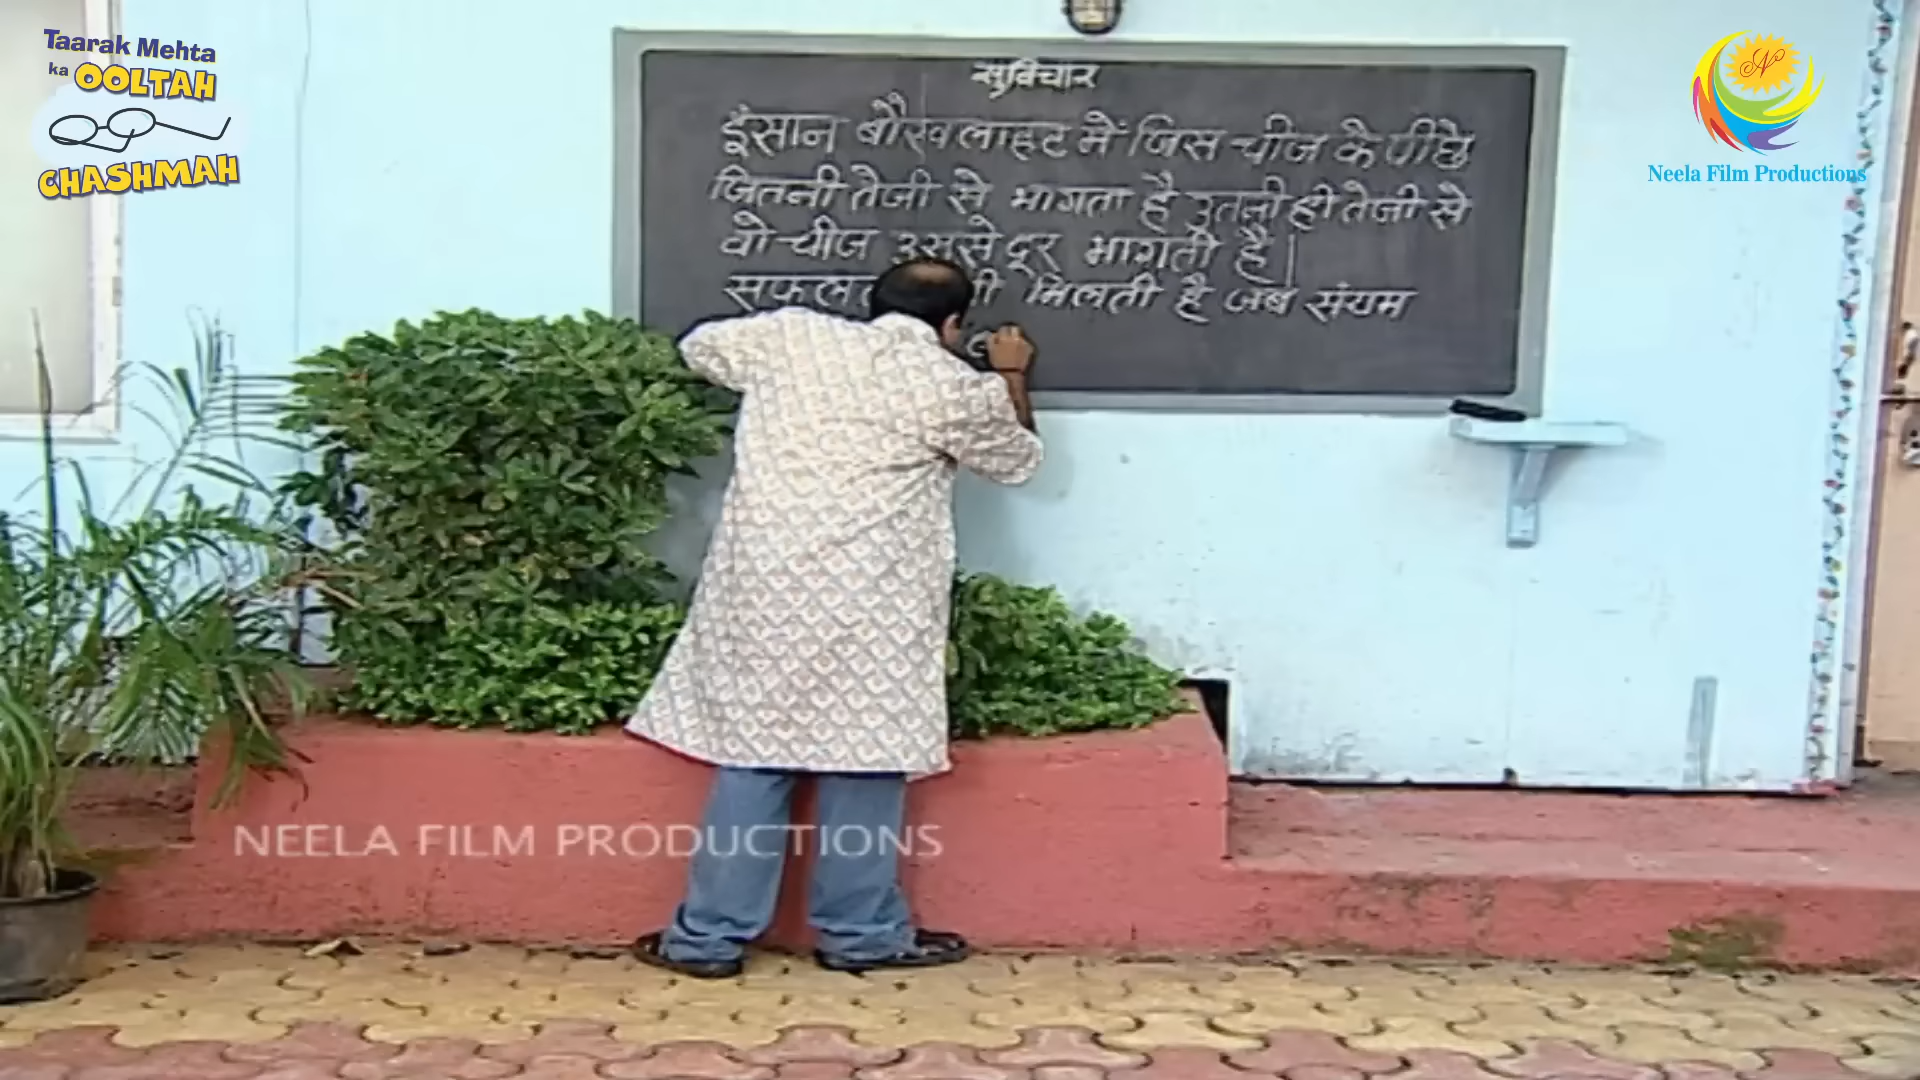 Taarak Mehta
ka OOLTAH
CHASHMAH
Neela Film Productions
सुविचार
इंसान बौखलाहट में जिस चीज के पीछे
जितनी तेजी से भागता है उतनी ही तेजी से
वो चीज उससे दूर भागती है।
मिलती है जब संयम
NEELA FILM PRODUCTIONS